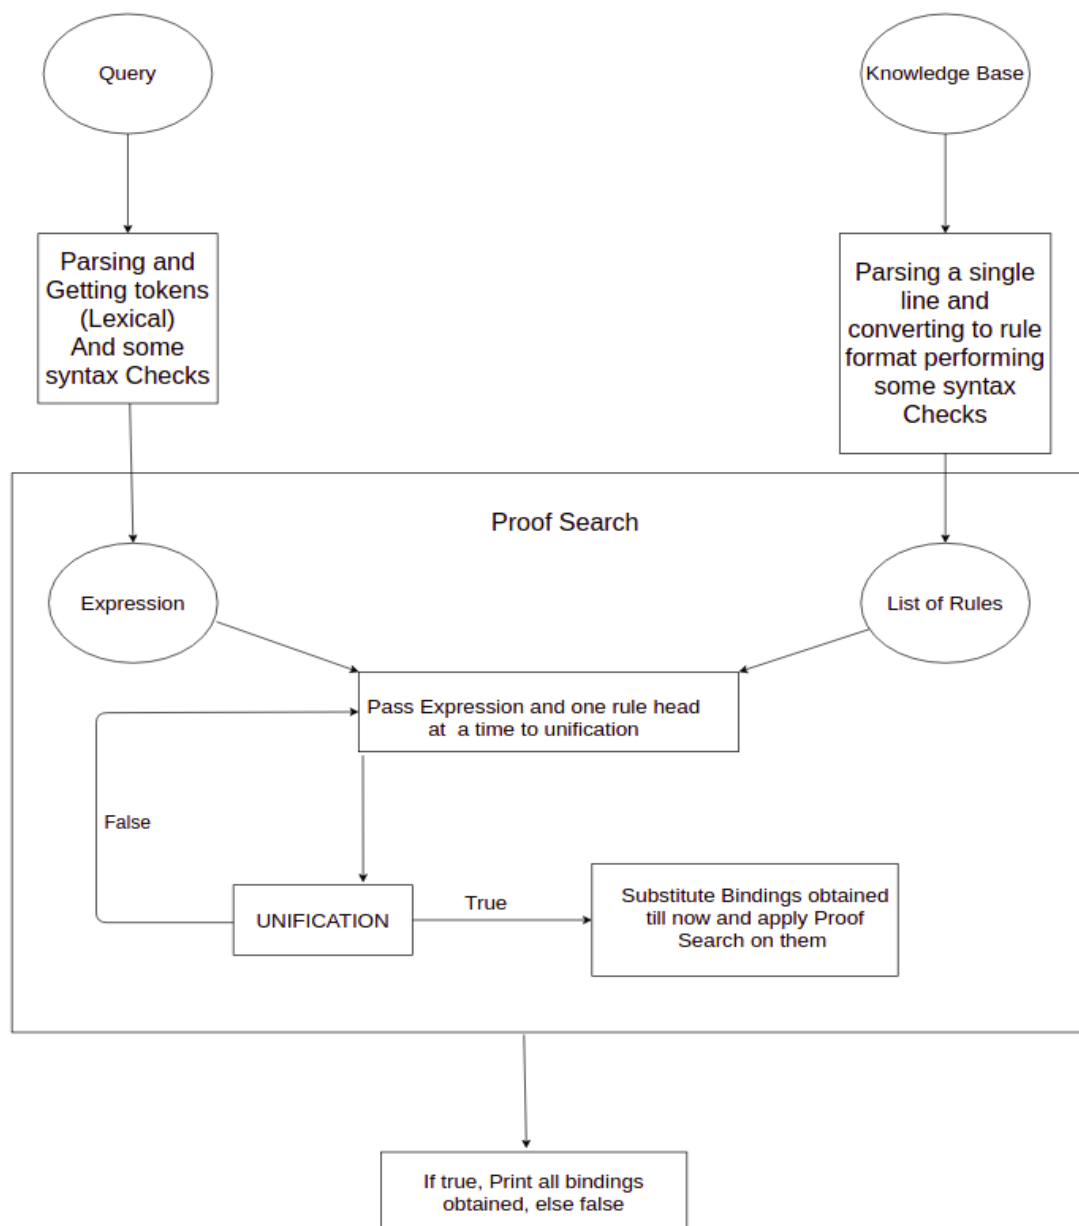 Query
Knowledge Base
Parsing and
Getting tokens
(Lexical)
And some
syntax Checks
Parsing a single
line and
converting to rule
format performing
some syntax
Checks
Proof Search
Expression
List of Rules
Pass Expression and one rule head
at a time to unification
False
UNIFICATION
True
Substitute Bindings obtained
till now and apply Proof
Search on them
If true, Print all bindings
obtained, else false